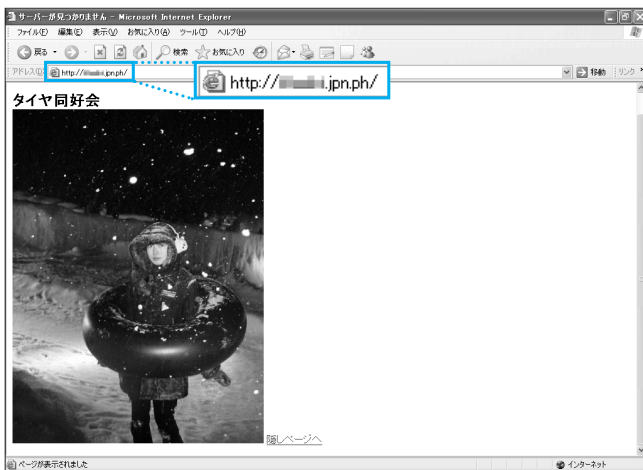 サーバーが見つかりません - Microsoft Internet Explorer
ファイル(F) 編集(E) 表示(V) お気に入り(A) ツール(T) ヘルプ(H)
戻る 検索 お気に入り
アドレス(D) http:// .jpn.ph/ 移動 リンク »
http:// .jpn.ph/
タイヤ同好会
隠しページへ
ページが表示されました インターネット